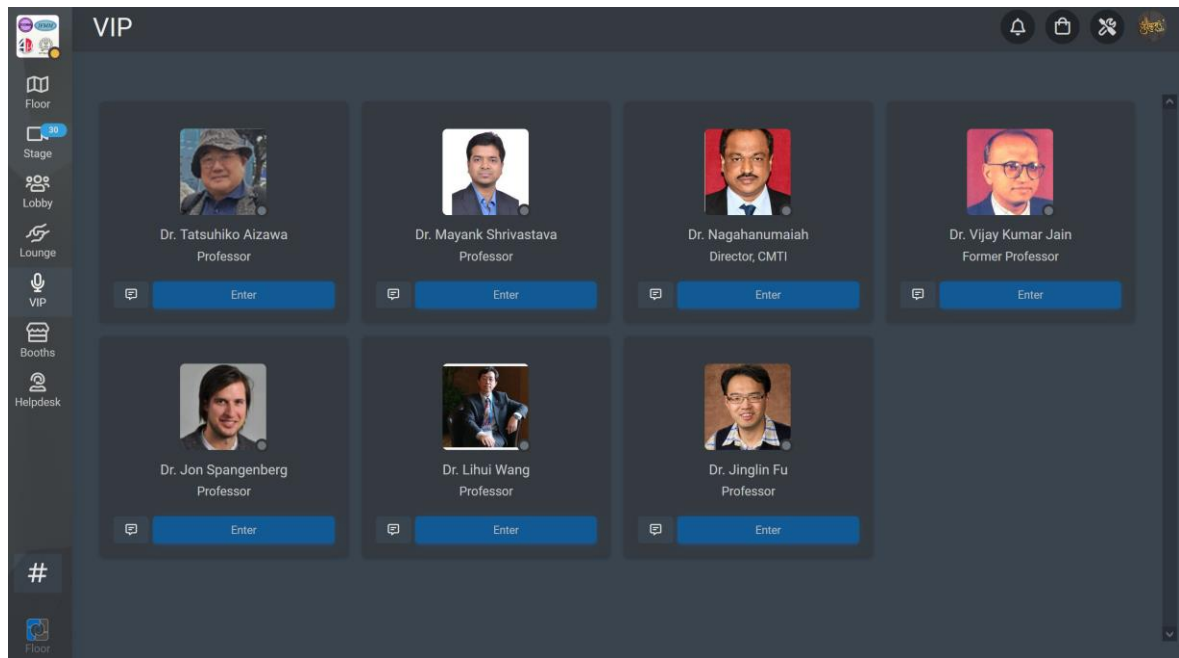 VIP
Floor
30
Stage
Lobby
Lounge
VIP
Booths
Helpdesk
#
Floor
Dr. Tatsuhiko Aizawa
Professor
Enter
Dr. Mayank Shrivastava
Professor
Enter
Dr. Nagahanumaiah
Director, CMTI
Enter
Dr. Vijay Kumar Jain
Former Professor
Enter
Dr. Jon Spangenberg
Professor
Enter
Dr. Lihui Wang
Professor
Enter
Dr. Jinglin Fu
Professor
Enter